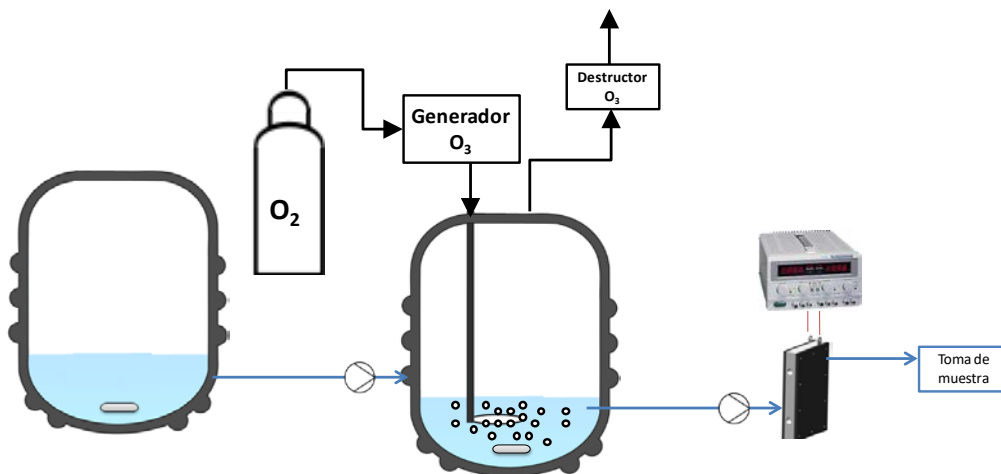 Destructor
O₃
Generador
O₃
O₂
Toma de
muestra